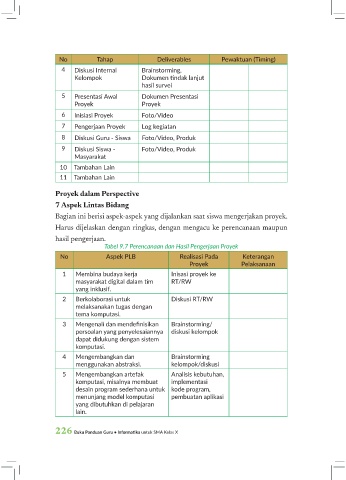 No Tahap Deliverables Pewaktuan (Timing)
4 Diskusi Internal Brainstorming,
Kelompok Dokumen tindak lanjut
hasil survei
5 Presentasi Awal Dokumen Presentasi
Proyek Proyek
6 Inisiasi Proyek Foto/Video
7 Pengerjaan Proyek Log kegiatan
8 Diskusi Guru - Siswa Foto/Video, Produk
9 Diskusi Siswa - Foto/Video, Produk
Masyarakat
10 Tambahan Lain
11 Tambahan Lain
Proyek dalam Perspective
7 Aspek Lintas Bidang
Bagian ini berisi aspek-aspek yang dijalankan saat siswa mengerjakan proyek.
Harus dijelaskan dengan ringkas, dengan mengacu ke perencanaan maupun
hasil pengerjaan.
Tabel 9.7 Perencanaan dan Hasil Pengerjaan Proyek
No Aspek PLB Realisasi Pada Keterangan
Proyek Pelaksanaan
1 Membina budaya kerja Inisasi proyek ke
masyarakat digital dalam tim RT/RW
yang inklusif.
2 Berkolaborasi untuk Diskusi RT/RW
melaksanakan tugas dengan
tema komputasi.
3 Mengenali dan mendefinisikan Brainstorming/
persoalan yang penyelesaiannya diskusi kelompok
dapat didukung dengan sistem
komputasi.
4 Mengembangkan dan Brainstorming
menggunakan abstraksi. kelompok/diskusi
5 Mengembangkan artefak Analisis kebutuhan,
komputasi, misalnya membuat implementasi
desain program sederhana untuk kode program,
menunjang model komputasi pembuatan aplikasi
yang dibutuhkan di pelajaran
lain.
226 Buku Panduan Guru • Informatika untuk SMA Kelas X